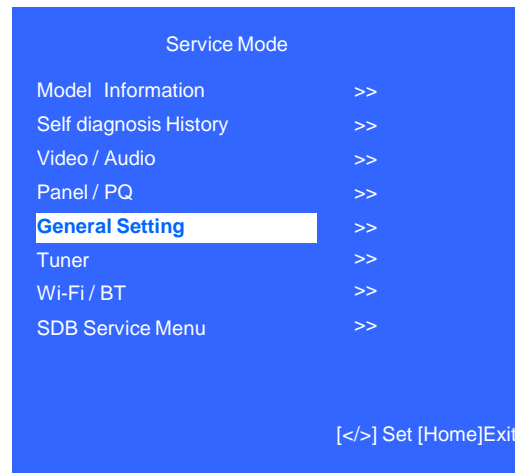 Service Mode
Model Information >>
Self diagnosis History >>
Video / Audio >>
Panel / PQ >>
General Setting >>
Tuner >>
Wi-Fi / BT >>
SDB Service Menu >>
[</>] Set [Home]Exit